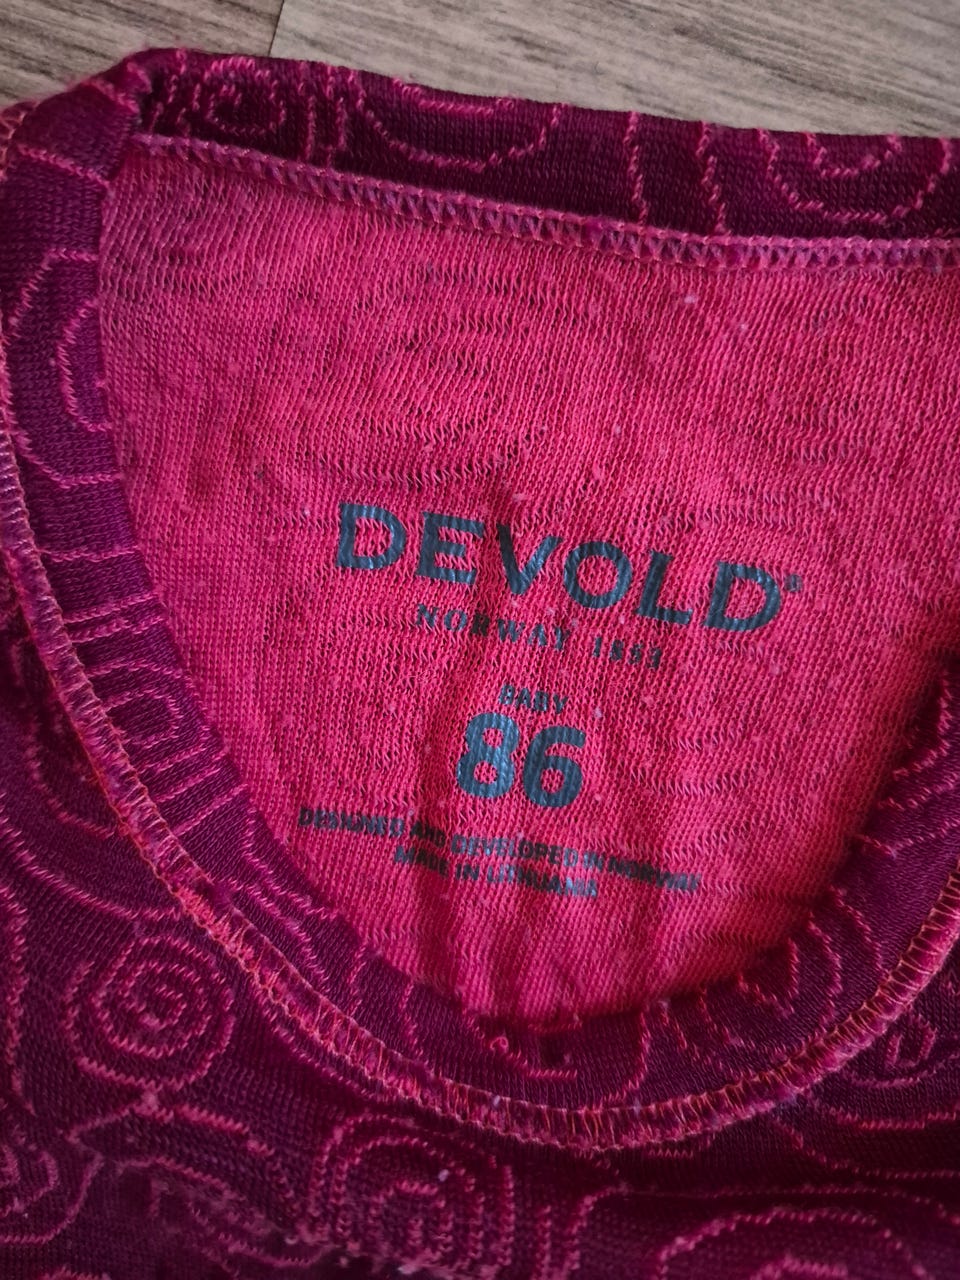 DEVOLD®
NORWAY 1853
BABY
86
DESIGNED AND DEVELOPED IN NORWAY
MADE IN LITHUANIA